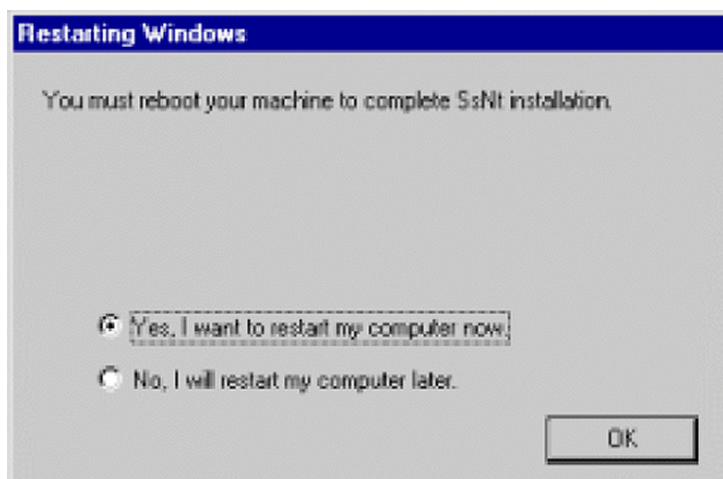 Restarting Windows
You must reboot your machine to complete SsNt installation.
Yes, I want to restart my computer now.
No, I will restart my computer later.
OK